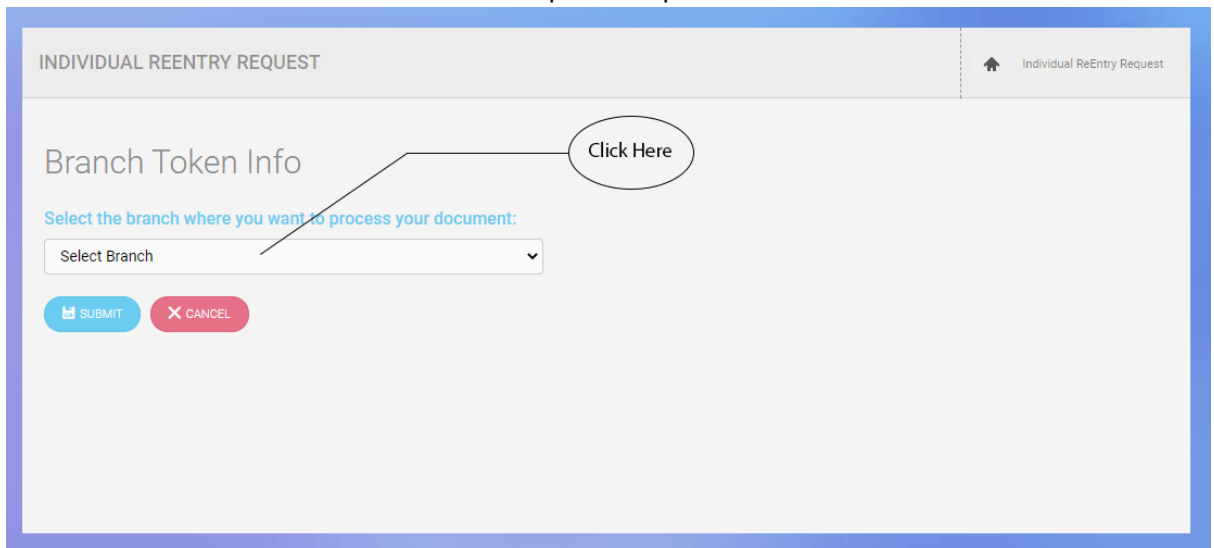 INDIVIDUAL REENTRY REQUEST
Individual ReEntry Request
Branch Token Info
Click Here
Select the branch where you want to process your document:
Select Branch
SUBMIT
CANCEL